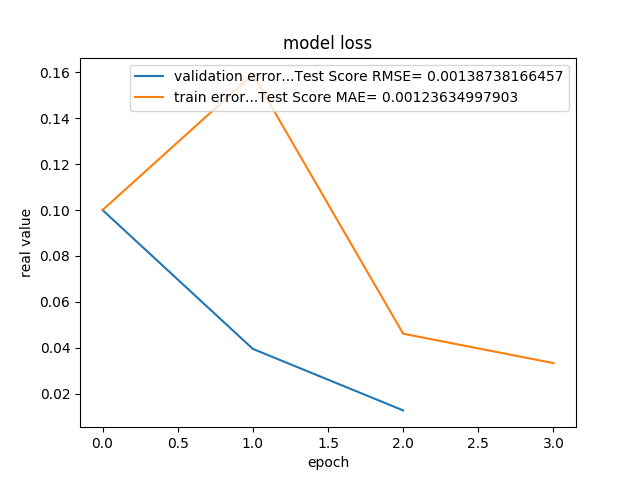 model loss
validation error...Test Score RMSE= 0.00138738166457
train error...Test Score MAE= 0.00123634997903
real value
0.16
0.14
0.12
0.10
0.08
0.06
0.04
0.02
0.0 0.5 1.0 1.5 2.0 2.5 3.0
epoch